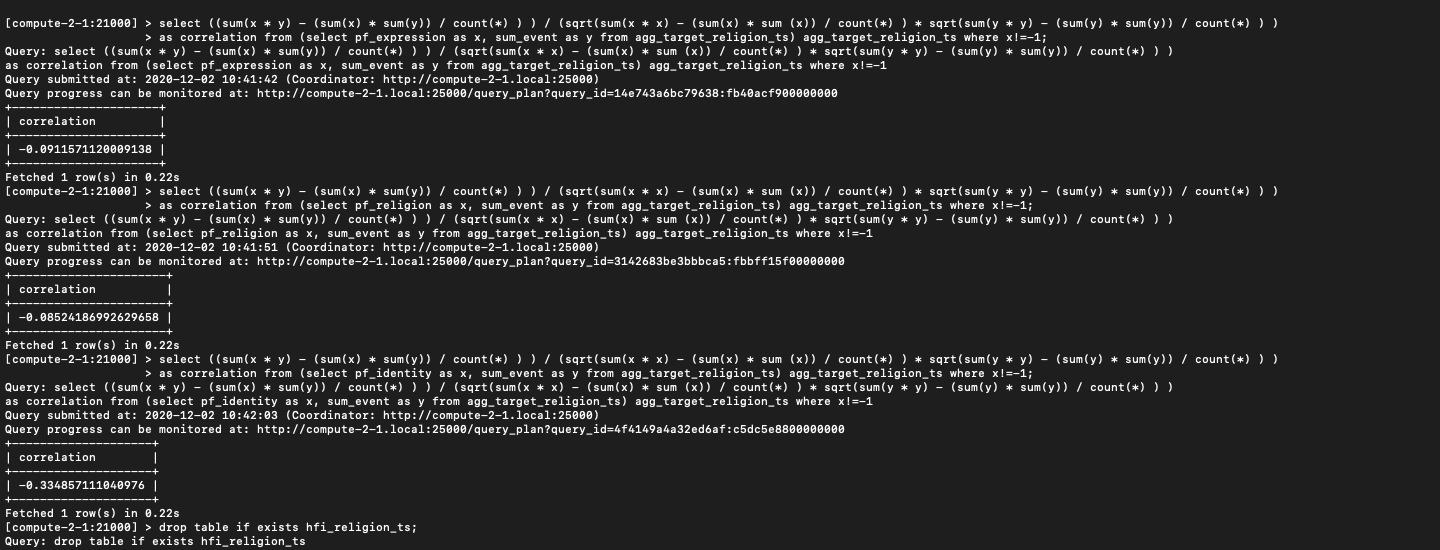 [compute-2-1:21000] > select ((sum(x * y) - (sum(x) * sum(y)) / count(*) ) ) / (sqrt(sum(x * x) - (sum(x) * sum (x)) / count(*) ) * sqrt(sum(y * y) - (sum(y) * sum(y)) / count(*) ) )
                    > as correlation from (select pf_expression as x, sum_event as y from agg_target_religion_ts) agg_target_religion_ts where x!=-1;
Query: select ((sum(x * y) - (sum(x) * sum(y)) / count(*) ) ) / (sqrt(sum(x * x) - (sum(x) * sum (x)) / count(*) ) * sqrt(sum(y * y) - (sum(y) * sum(y)) / count(*) ) )
as correlation from (select pf_expression as x, sum_event as y from agg_target_religion_ts) agg_target_religion_ts where x!=-1
Query submitted at: 2020-12-02 10:41:42 (Coordinator: http://compute-2-1.local:25000)
Query progress can be monitored at: http://compute-2-1.local:25000/query_plan?query_id=14e743a6bc79638:fb40acf900000000
+---------------------+
| correlation         |
+---------------------+
| -0.0911571120009138 |
+---------------------+
Fetched 1 row(s) in 0.22s
[compute-2-1:21000] > select ((sum(x * y) - (sum(x) * sum(y)) / count(*) ) ) / (sqrt(sum(x * x) - (sum(x) * sum (x)) / count(*) ) * sqrt(sum(y * y) - (sum(y) * sum(y)) / count(*) ) )
                    > as correlation from (select pf_religion as x, sum_event as y from agg_target_religion_ts) agg_target_religion_ts where x!=-1;
Query: select ((sum(x * y) - (sum(x) * sum(y)) / count(*) ) ) / (sqrt(sum(x * x) - (sum(x) * sum (x)) / count(*) ) * sqrt(sum(y * y) - (sum(y) * sum(y)) / count(*) ) )
as correlation from (select pf_religion as x, sum_event as y from agg_target_religion_ts) agg_target_religion_ts where x!=-1
Query submitted at: 2020-12-02 10:41:51 (Coordinator: http://compute-2-1.local:25000)
Query progress can be monitored at: http://compute-2-1.local:25000/query_plan?query_id=3142683be3bbbca5:fbbff15f00000000
+----------------------+
| correlation          |
+----------------------+
| -0.08524186992629658 |
+----------------------+
Fetched 1 row(s) in 0.22s
[compute-2-1:21000] > select ((sum(x * y) - (sum(x) * sum(y)) / count(*) ) ) / (sqrt(sum(x * x) - (sum(x) * sum (x)) / count(*) ) * sqrt(sum(y * y) - (sum(y) * sum(y)) / count(*) ) )
                    > as correlation from (select pf_identity as x, sum_event as y from agg_target_religion_ts) agg_target_religion_ts where x!=-1;
Query: select ((sum(x * y) - (sum(x) * sum(y)) / count(*) ) ) / (sqrt(sum(x * x) - (sum(x) * sum (x)) / count(*) ) * sqrt(sum(y * y) - (sum(y) * sum(y)) / count(*) ) )
as correlation from (select pf_identity as x, sum_event as y from agg_target_religion_ts) agg_target_religion_ts where x!=-1
Query submitted at: 2020-12-02 10:42:03 (Coordinator: http://compute-2-1.local:25000)
Query progress can be monitored at: http://compute-2-1.local:25000/query_plan?query_id=4f4149a4a32ed6af:c5dc5e8800000000
+--------------------+
| correlation        |
+--------------------+
| -0.334857111040976 |
+--------------------+
Fetched 1 row(s) in 0.22s
[compute-2-1:21000] > drop table if exists hfi_religion_ts;
Query: drop table if exists hfi_religion_ts